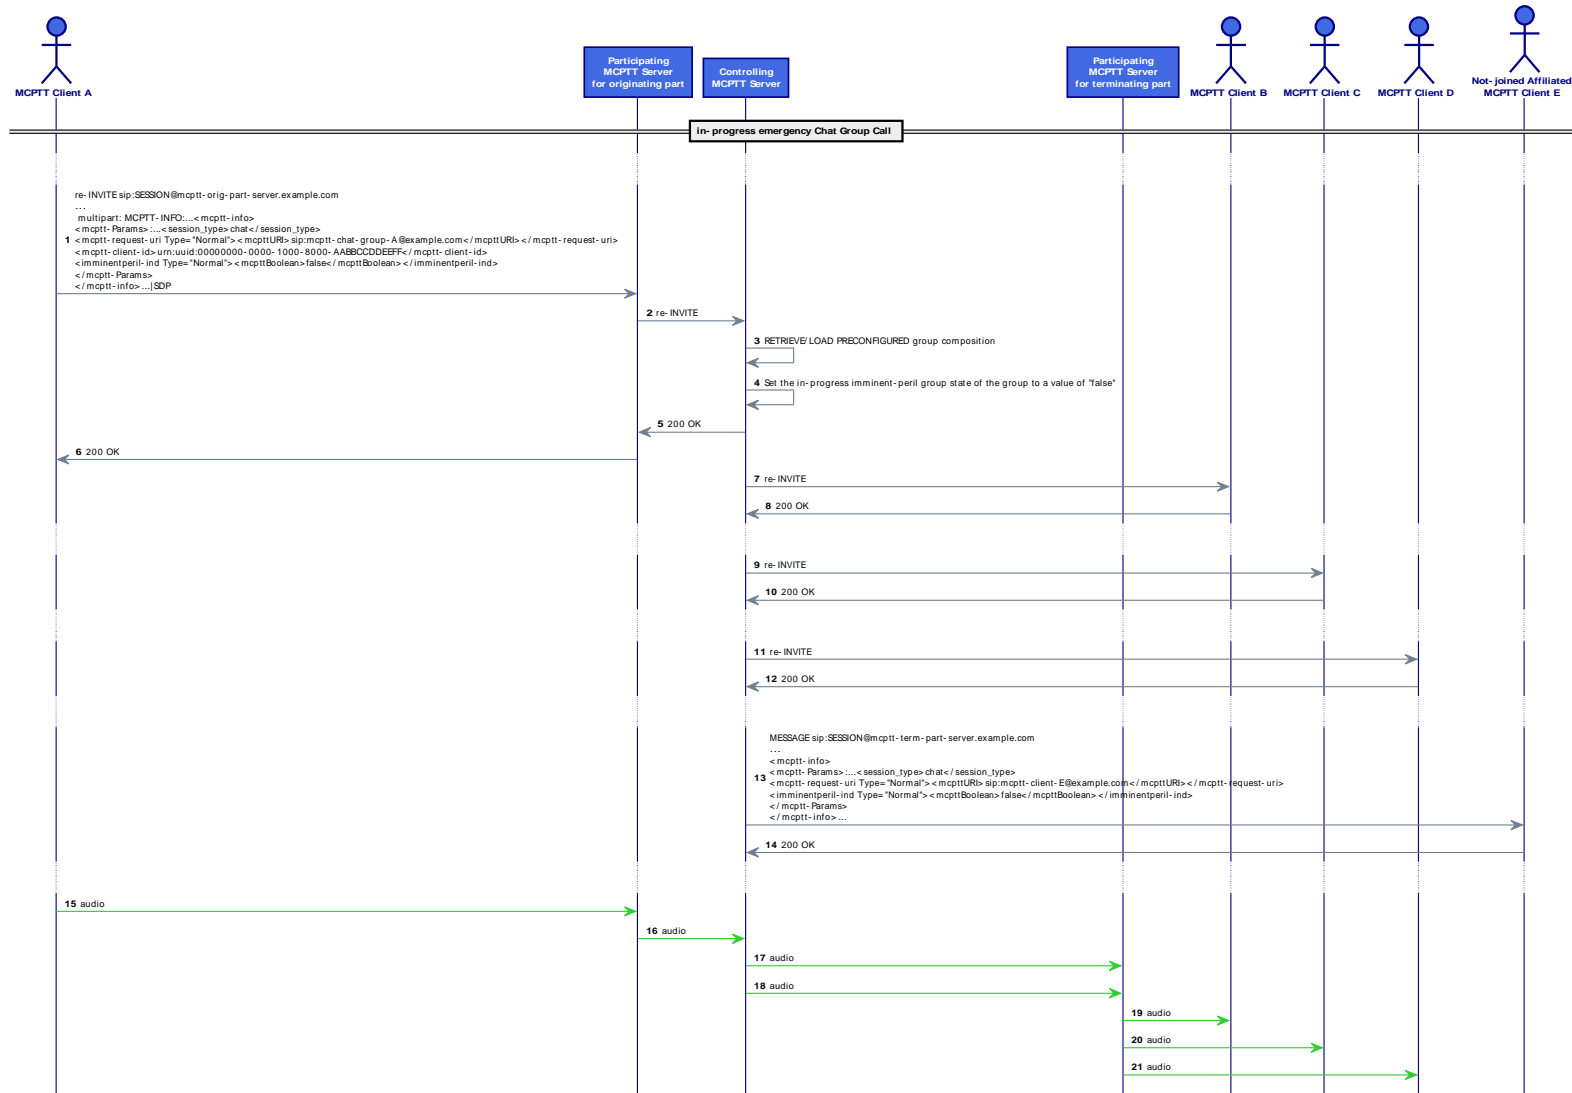 MCPTT Client A
Participating
MCPTT Server
for originating part
Controlling
MCPTT Server
Participating
MCPTT Server
for terminating part
MCPTT Client B
MCPTT Client C
MCPTT Client D
Not-joined Affiliated
MCPTT Client E
in-progress emergency Chat Group Call
re-INVITE sip:SESSION@mcptt-orig-part-server.example.com
...
multipart: MCPTT-INFO:...<mcptt-info>
<mcptt-Params>:...<session_type>chat</session_type>
1 <mcptt-request-uri Type="Normal"><mcpttURI>sip:mcptt-chat-group-A@example.com</mcpttURI></mcptt-request-uri>
<mcptt-client-id>urn:uuid:00000000-0000-1000-8000-AABBCCDDEEFF</mcptt-client-id>
<imminentperil-ind Type="Normal"><mcpttBoolean>false</mcpttBoolean></imminentperil-ind>
</mcptt-Params>
</mcptt-info>...|SDP
2 re-INVITE
3 RETRIEVE/LOAD PRECONFIGURED group composition
4 Set the in-progress imminent-peril group state of the group to a value of "false"
5 200 OK
6 200 OK
7 re-INVITE
8 200 OK
9 re-INVITE
10 200 OK
11 re-INVITE
12 200 OK
MESSAGE sip:SESSION@mcptt-term-part-server.example.com
...
<mcptt-info>
<mcptt-Params>:...<session_type>chat</session_type>
13 <mcptt-request-uri Type="Normal"><mcpttURI>sip:mcptt-client-E@example.com</mcpttURI></mcptt-request-uri>
<imminentperil-ind Type="Normal"><mcpttBoolean>false</mcpttBoolean></imminentperil-ind>
</mcptt-Params>
</mcptt-info>...
14 200 OK
15 audio
16 audio
17 audio
18 audio
19 audio
20 audio
21 audio